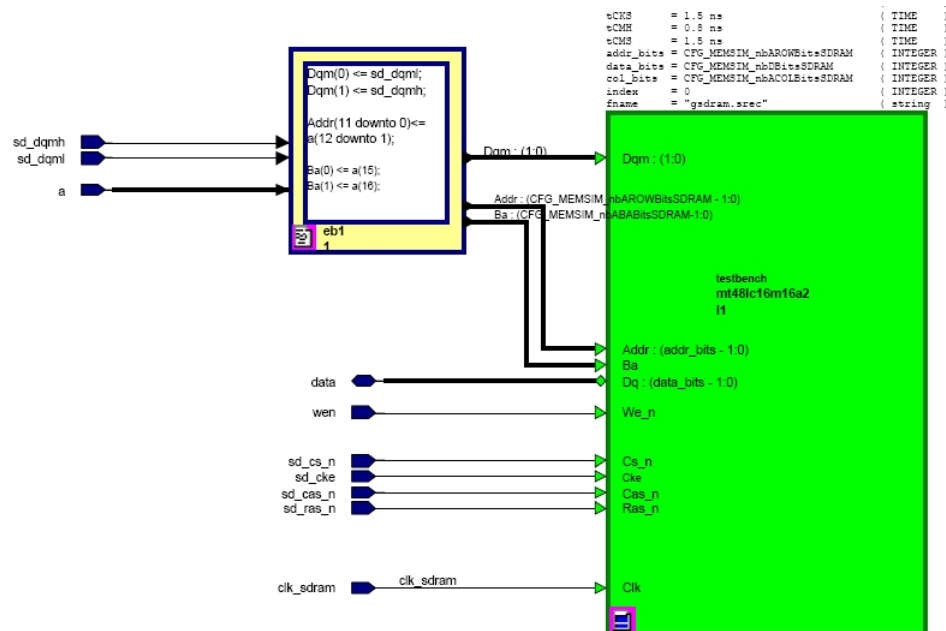 tCKS = 1.5 ns ( TIME
tCMH = 0.8 ns ( TIME
tCMS = 1.5 ns ( TIME
addr_bits = CFG_MEMSIM_nbAROWBitsSDRAM ( INTEGER )
data_bits = CFG_MEMSIM_nbDBitsSDRAM ( INTEGER )
col_bits = CFG_MEMSIM_nbACOLBitsSDRAM ( INTEGER )
index = 0 ( INTEGER )
fname = "gsdram.srec" ( string )
Dqm(0) <= sd_dqml;
Dqm(1) <= sd_dqmh;
Addr(11 downto 0)<=
a(12 downto 1);
Ba(0) <= a(15);
Ba(1) <= a(16);
eb1
1
sd_dqmh
sd_dqml
a
Dqm : (1:0)
Dqm : (1:0)
Addr : (CFG_MEMSIM_nbAROWBitsSDRAM - 1:0)
Ba : (CFG_MEMSIM_nbABABitsSDRAM-1:0)
testbench
mt48lc16m16a2
I1
Addr : (addr_bits - 1:0)
Ba
data
Dq : (data_bits - 1:0)
wen
We_n
sd_cs_n
Cs_n
sd_cke
Cke
sd_cas_n
Cas_n
sd_ras_n
Ras_n
clk_sdram
clk_sdram
Clk